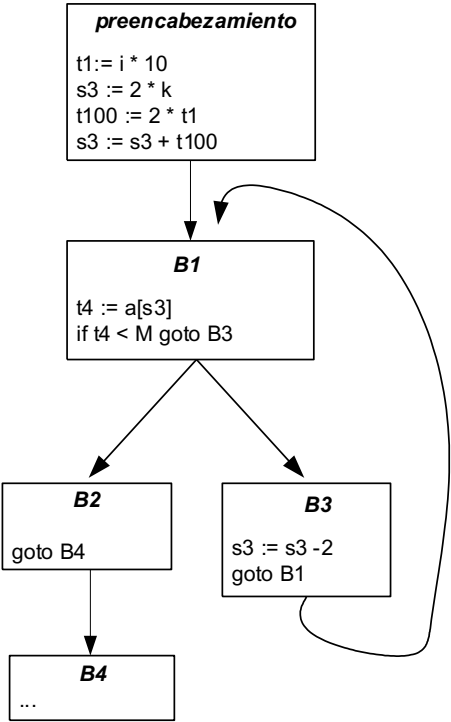 preencabezamiento
t1:= i * 10
s3 := 2 * k
t100 := 2 * t1
s3 := s3 + t100
B1
t4 := a[s3]
if t4 < M goto B3
B2
goto B4
B3
s3 := s3 -2
goto B1
B4
...